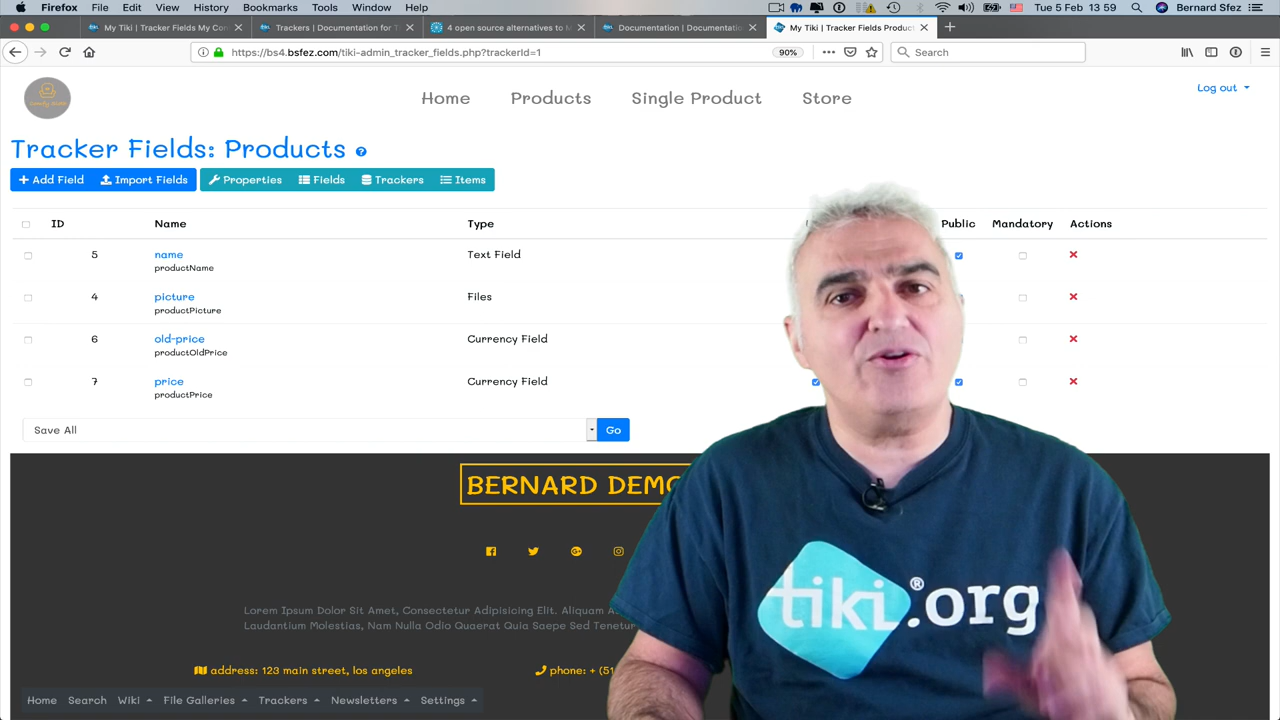 Firefox File Edit View History Bookmarks Tools Window Help Tue 5 Feb 13 59 Bernard Sfez
My Tiki | Tracker Fields My Con
Trackers | Documentation for T
4 open source alternatives to M
Documentation | Documentatio
My Tiki | Tracker Fields Product
https://bs4.bsfez.com/tiki-admin_tracker_fields.php?trackerId=1
90%
Search
Home Products Single Product Store
Log out
Tracker Fields: Products
Add Field Import Fields Properties Fields Trackers Items
ID Name Type Public Mandatory Actions
5 name Text Field
productName
4 picture Files
productPicture
6 old-price Currency Field
productOldPrice
7 price Currency Field
productPrice
Save All Go
BERNARD DEMO
Lorem Ipsum Dolor Sit Amet, Consectetur Adipisicing Elit. Aliquam A
Laudantium Molestias, Nam Nulla Odio Quaerat Quia Saepe Sed Tenetur
address: 123 main street, los angeles phone: + (51
Home Search Wiki File Galleries Trackers Newsletters Settings
tiki®.org